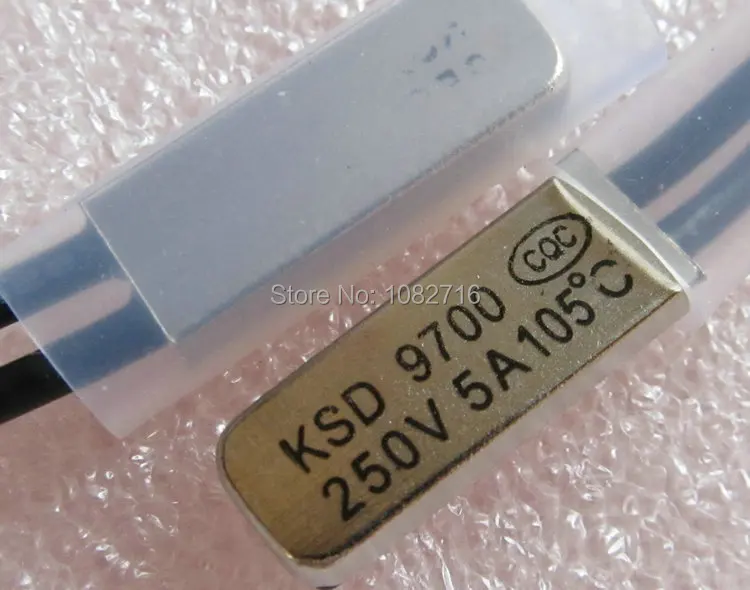 CQC
KSD 9700
250V 5A105°C
Store No: 1082716